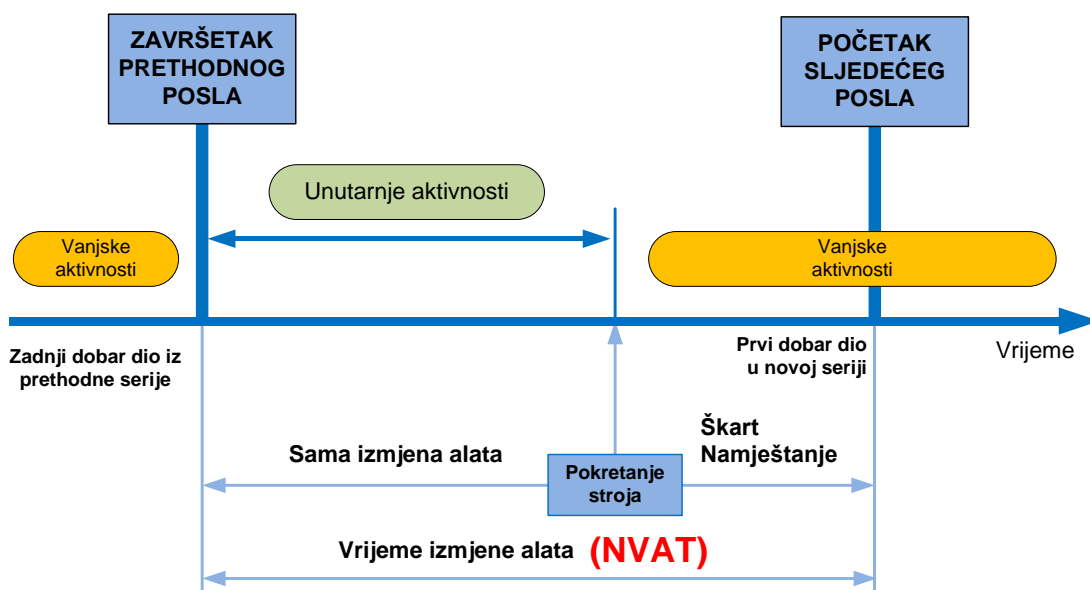 ZAVRŠETAK
PRETHODNOG
POSLA
POČETAK
SLJEDEĆEG
POSLA
Unutarnje aktivnosti
Vanjske
aktivnosti
Vanjske
aktivnosti
Zadnji dobar dio iz
prethodne serije
Prvi dobar dio
u novoj seriji
Vrijeme
Sama izmjena alata
Škart
Namještanje
Pokretanje
stroja
Vrijeme izmjene alata (NVAT)